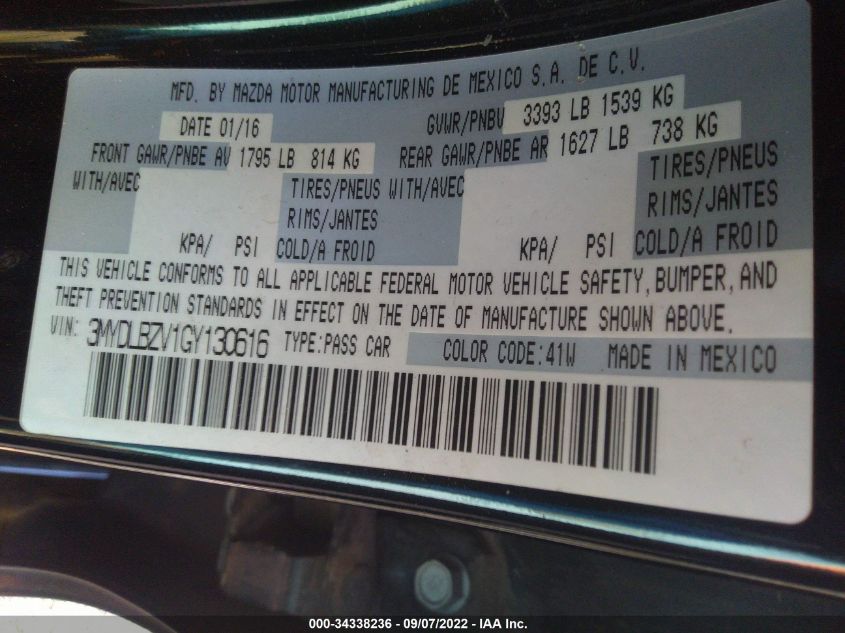 MFD. BY MAZDA MOTOR MANUFACTURING DE MEXICO S.A. DE C.V.
DATE 01/16 GVWR/PNBV 3393 LB 1539 KG
FRONT GAWR/PNBE AV 1795 LB 814 KG REAR GAWR/PNBE AR 1627 LB 738 KG
WITH/AVEC TIRES/PNEUS WITH/AVEC TIRES/PNEUS
RIMS/JANTES RIMS/JANTES
KPA/ PSI COLD/A FROID KPA/ PSI COLD/A FROID
THIS VEHICLE CONFORMS TO ALL APPLICABLE FEDERAL MOTOR VEHICLE SAFETY, BUMPER, AND
THEFT PREVENTION STANDARDS IN EFFECT ON THE DATE OF MANUFACTURE SHOWN ABOVE.
VIN: 3MYDLBZV1GY130616 TYPE:PASS CAR COLOR CODE:41W MADE IN MEXICO
000-34338236 - 09/07/2022 - IAA Inc.